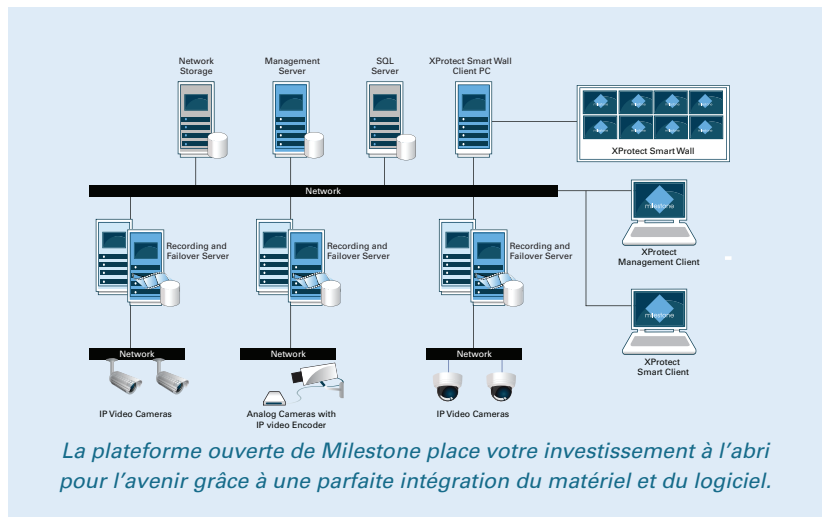 Network
Storage
Management
Server
SQL
Server
XProtect Smart Wall
Client PC
XProtect Smart Wall
Network
milestone
XProtect
Management Client
Recording and
Failover Server
Recording and
Failover Server
Recording and
Failover Server
milestone
XProtect
Smart Client
Network
Network
Network
IP Video Cameras
Analog Cameras with
IP video Encoder
IP Video Cameras
La plateforme ouverte de Milestone place votre investissement à l’abri
pour l’avenir grâce à une parfaite intégration du matériel et du logiciel.